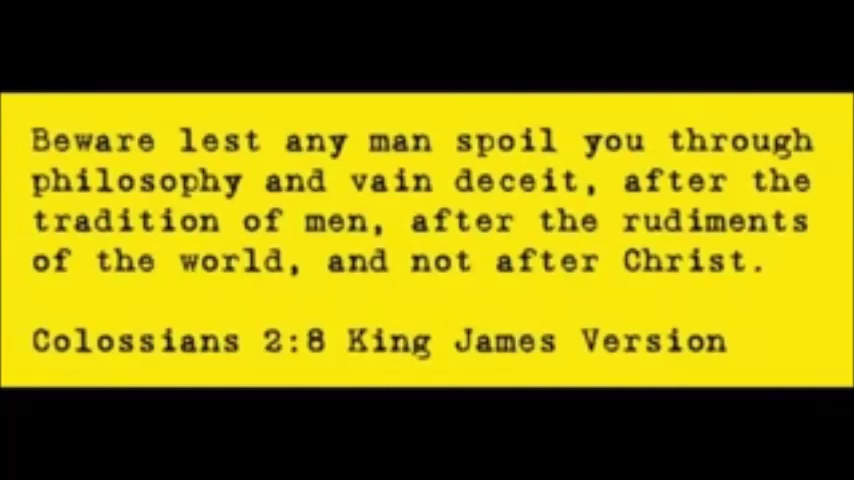 Beware lest any man spoil you through
philosophy and vain deceit, after the
tradition of men, after the rudiments
of the world, and not after Christ.
Colossians 2:8 King James Version